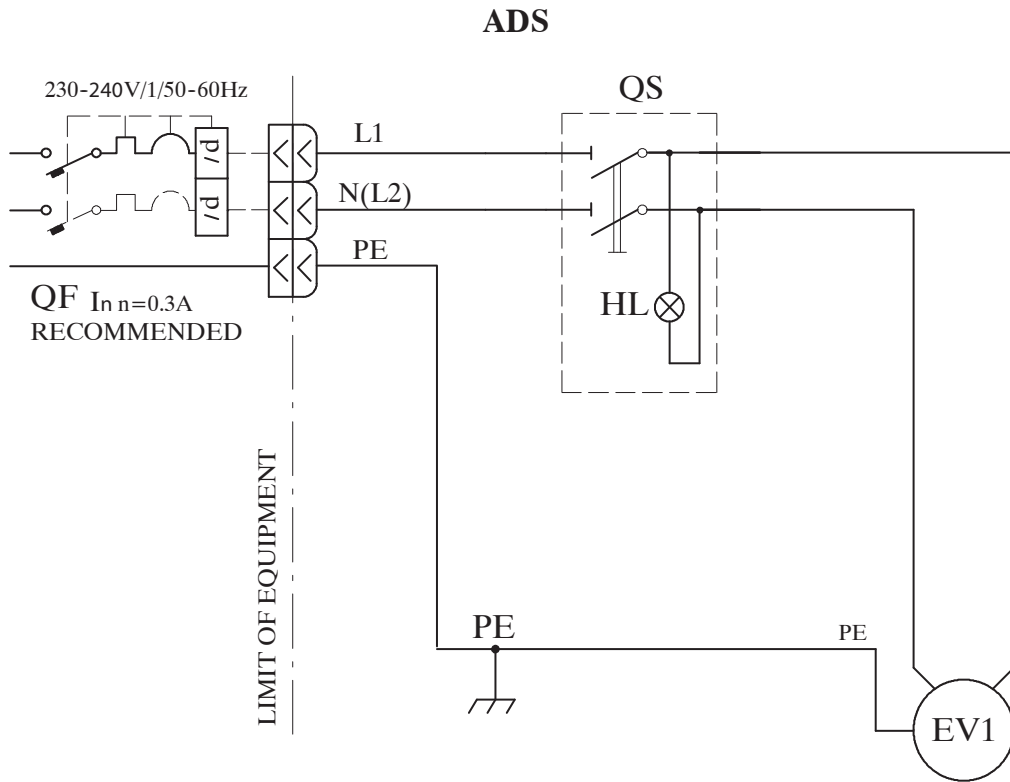 ADS
230-240V/1/50-60Hz
QS
L1
N(L2)
PE
p/
p/
HL
QF In n=0.3A
RECOMMENDED
LIMIT OF EQUIPMENT
PE
PE
EV1